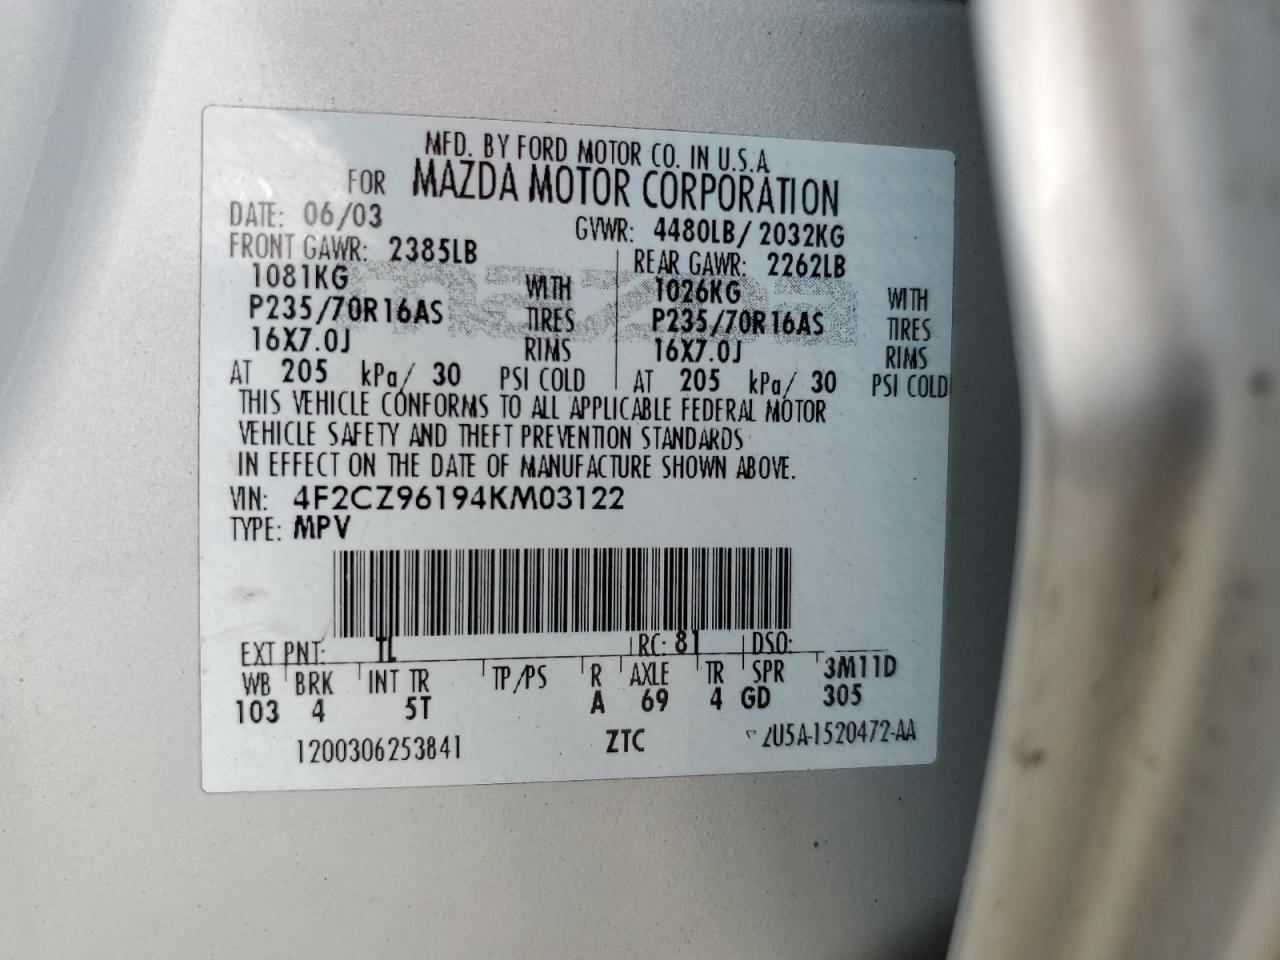 MFD. BY FORD MOTOR CO. IN U.S.A
FOR MAZDA MOTOR CORPORATION
DATE: 06/03 GVWR: 4480LB/2032KG
FRONT GAWR: 2385LB REAR GAWR: 2262LB
1081KG WITH 1026KG WITH
P235/70R16AS TIRES P235/70R16AS TIRES
16X7.0J RIMS 16X7.0J RIMS
AT 205 kPa/ 30 PSI COLD AT 205 kPa/ 30 PSI COLD
THIS VEHICLE CONFORMS TO ALL APPLICABLE FEDERAL MOTOR
VEHICLE SAFETY AND THEFT PREVENTION STANDARDS
IN EFFECT ON THE DATE OF MANUFACTURE SHOWN ABOVE.
VIN: 4F2CZ96194KM03122
TYPE: MPV
EXT PNT: TL RC: 81 DSO:
WB BRK INT TR TP/PS R AXLE TR SPR 3M11D
103 4 5T A 69 4 GD 305
1200306253841 ZTC 2U5A-1520472-AA